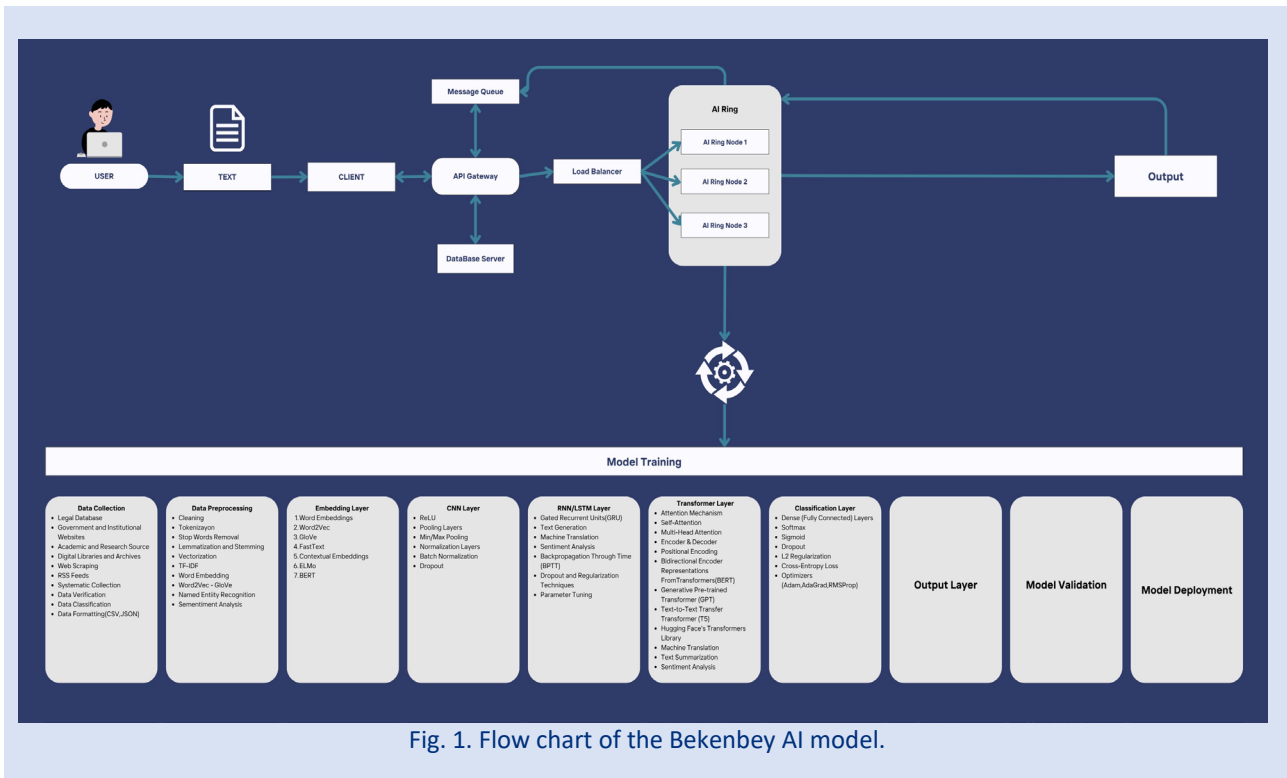 Message Queue
AI Ring
AI Ring Node 1
USER
TEXT
CLIENT
API Gateway
Load Balancer
AI Ring Node 2
Output
AI Ring Node 3
DataBase Server
Model Training
Data Collection
• Legal Database
• Government and Institutional
Websites
• Academic and Research Source
• Digital Libraries and Archives
• Web Scraping
• RSS Feeds
• Systematic Collection
• Data Verification
• Data Classification
• Data Formatting(CSV,JSON)
Data Preprocessing
• Cleaning
• Tokenizayon
• Stop Words Removal
• Lemmatization and Stemming
• Vectorization
• TF-IDF
• Word Embedding
• Word2Vec - GloVe
• Named Entiity Recognition
• Sementiment Analysis
Embedding Layer
1.Word Embeddings
2.Word2Vec
3.GloVe
4.FastText
5.Contextual Embeddings
6.ELMo
7.BERT
CNN Layer
• ReLU
• Pooling Layers
• Min/Max Pooling
• Normalization Layers
• Batch Normalization
• Dropout
RNN/LSTM Layer
• Gated Recurrent Units(GRU)
• Text Generation
• Machine Translation
• Sentiment Analysis
• Backpropagation Through Time
(BPTT)
• Dropout and Regularization
Techniques
• Parameter Tuning
Transformer Layer
• Attention Mechanism
• Self-Attention
• Multi-Head Attention
• Encoder & Decoder
• Positional Encoding
• Bidirectional Encoder
Representations
FromTransformers(BERT)
• Generative Pre-trained
Transformer (GPT)
• Text-to-Text Transfer
Transformer (T5)
• Hugging Face's Transformers
Library
• Machine Translation
• Text Summarization
• Sentiment Analysis
Classification Layer
• Dense (Fully Connected) Layers
• Softmax
• Sigmoid
• Dropout
• L2 Regularization
• Cross-Entropy Loss
• Optimizers
(Adam,AdaGrad,RMSProp)
Output Layer
Model Validation
Model Deployment
Fig. 1. Flow chart of the Bekenbey AI model.